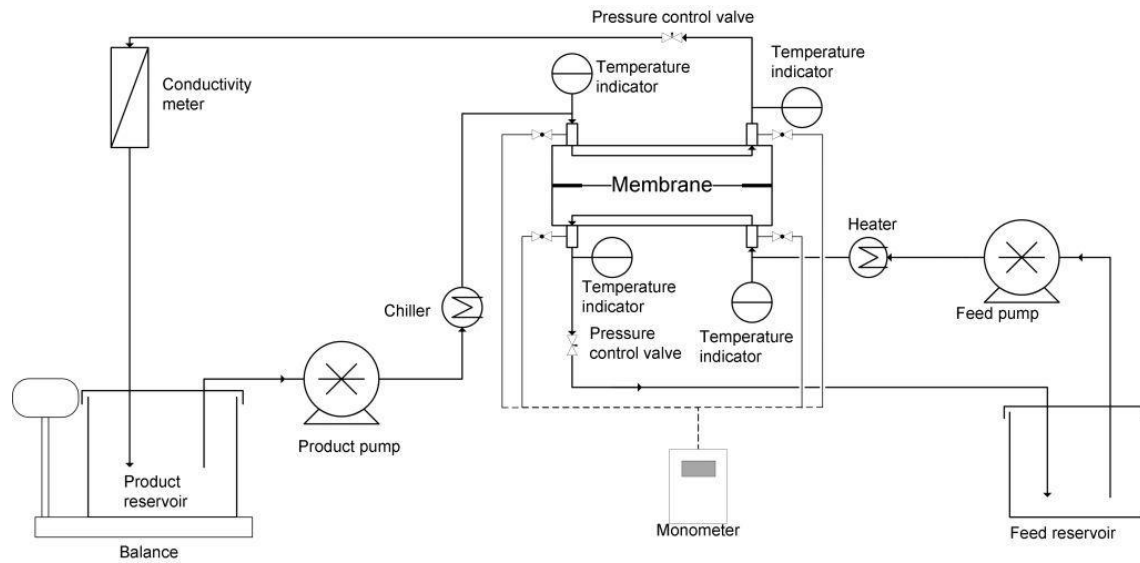 Pressure control valve
Temperature
indicator
Temperature
indicator
Conductivity
meter
Membrane
Heater
Temperature
indicator
Chiller
Feed pump
Pressure
control valve
Temperature
indicator
Product pump
Product
reservoir
Monometer
Feed reservoir
Balance